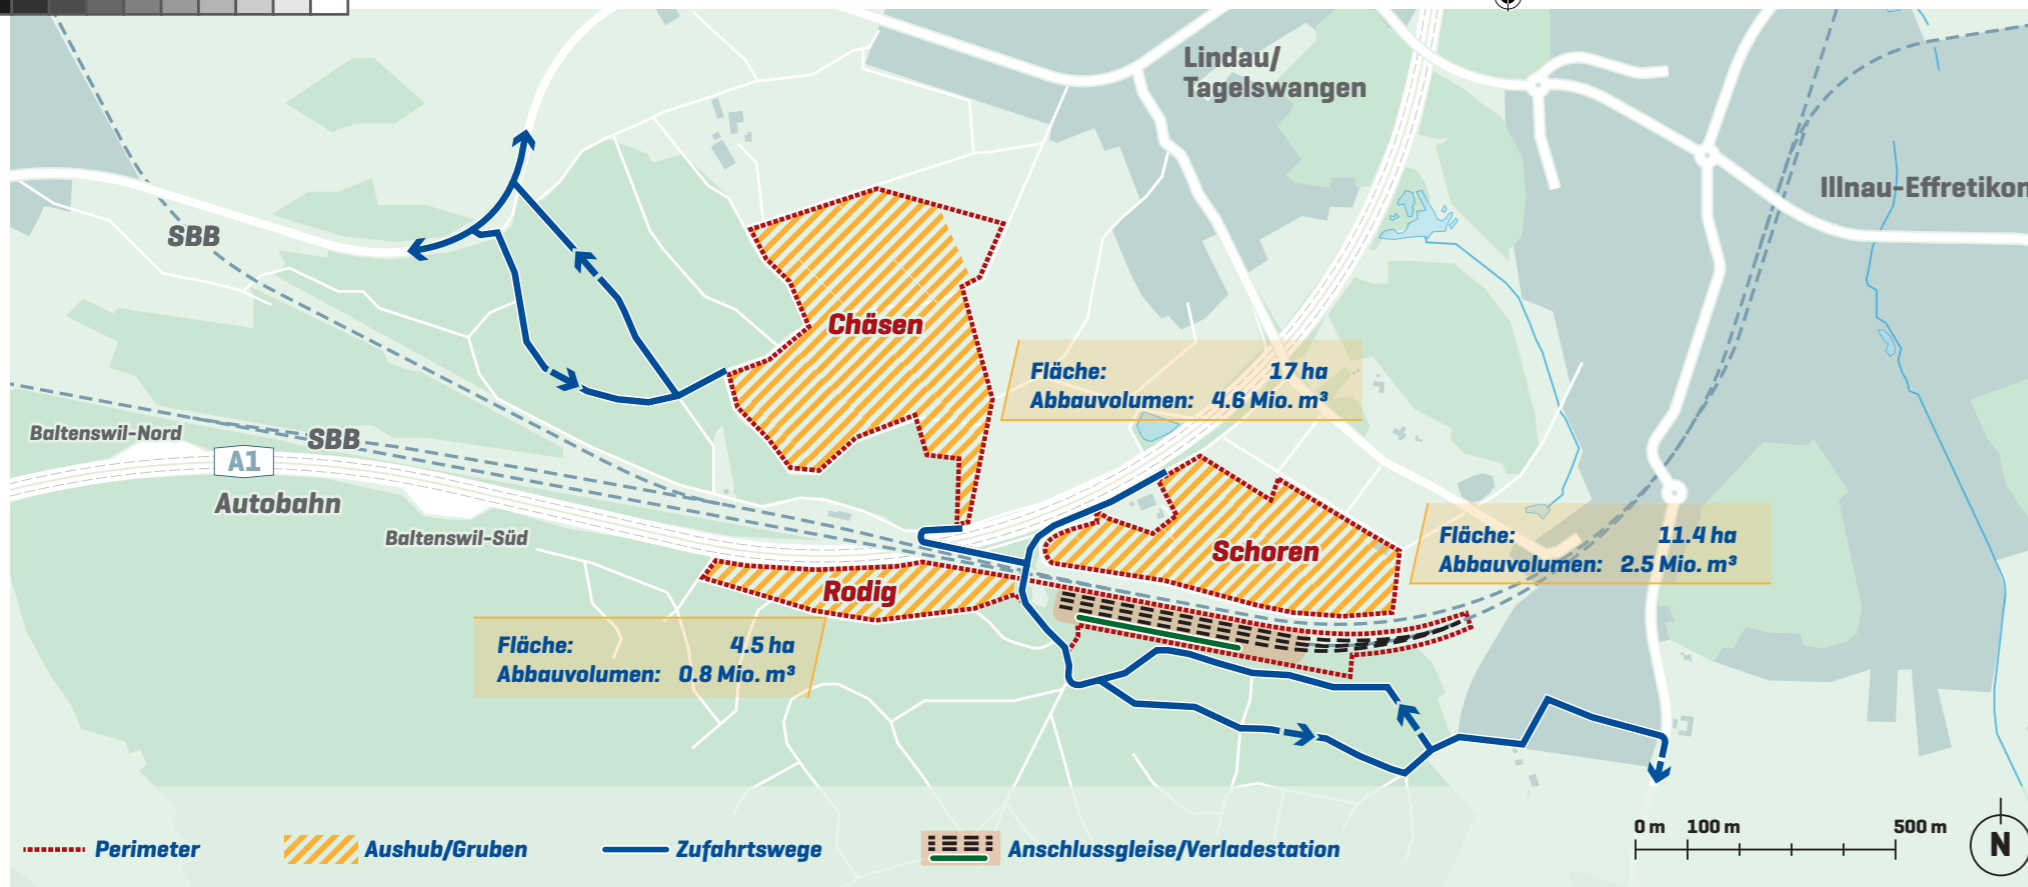 Lindau/
Tagelswangen
Illnau-Effretikon
SBB
Chäsen
Fläche: 17 ha
Abbauvolumen: 4.6 Mio. m³
Baltenswil-Nord
SBB
A1
Autobahn
Baltenswil-Süd
Schoren
Fläche: 11.4 ha
Abbauvolumen: 2.5 Mio. m³
Rodig
Fläche: 4.5 ha
Abbauvolumen: 0.8 Mio. m³
0 m 100 m 500 m
Perimeter
Aushub/Gruben
Zufahrtswege
Anschlussgleise/Verladestation
N